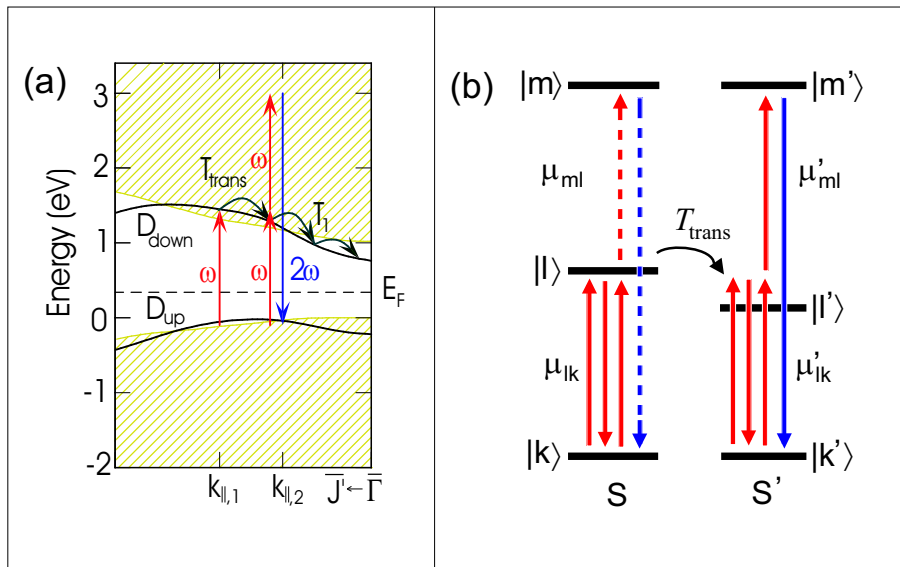 (a)
Energy (eV)
3
2
1
0
-1
-2
T_trans
T_1
D_down
D_up
ω
ω
ω
2ω
E_F
k_||,1
k_||,2
J̅' ← Γ̅
(b)
|m⟩
|m'⟩
μ_ml
μ'_ml
T_trans
|l⟩
|l'⟩
μ_lk
μ'_lk
|k⟩
|k'⟩
S
S'